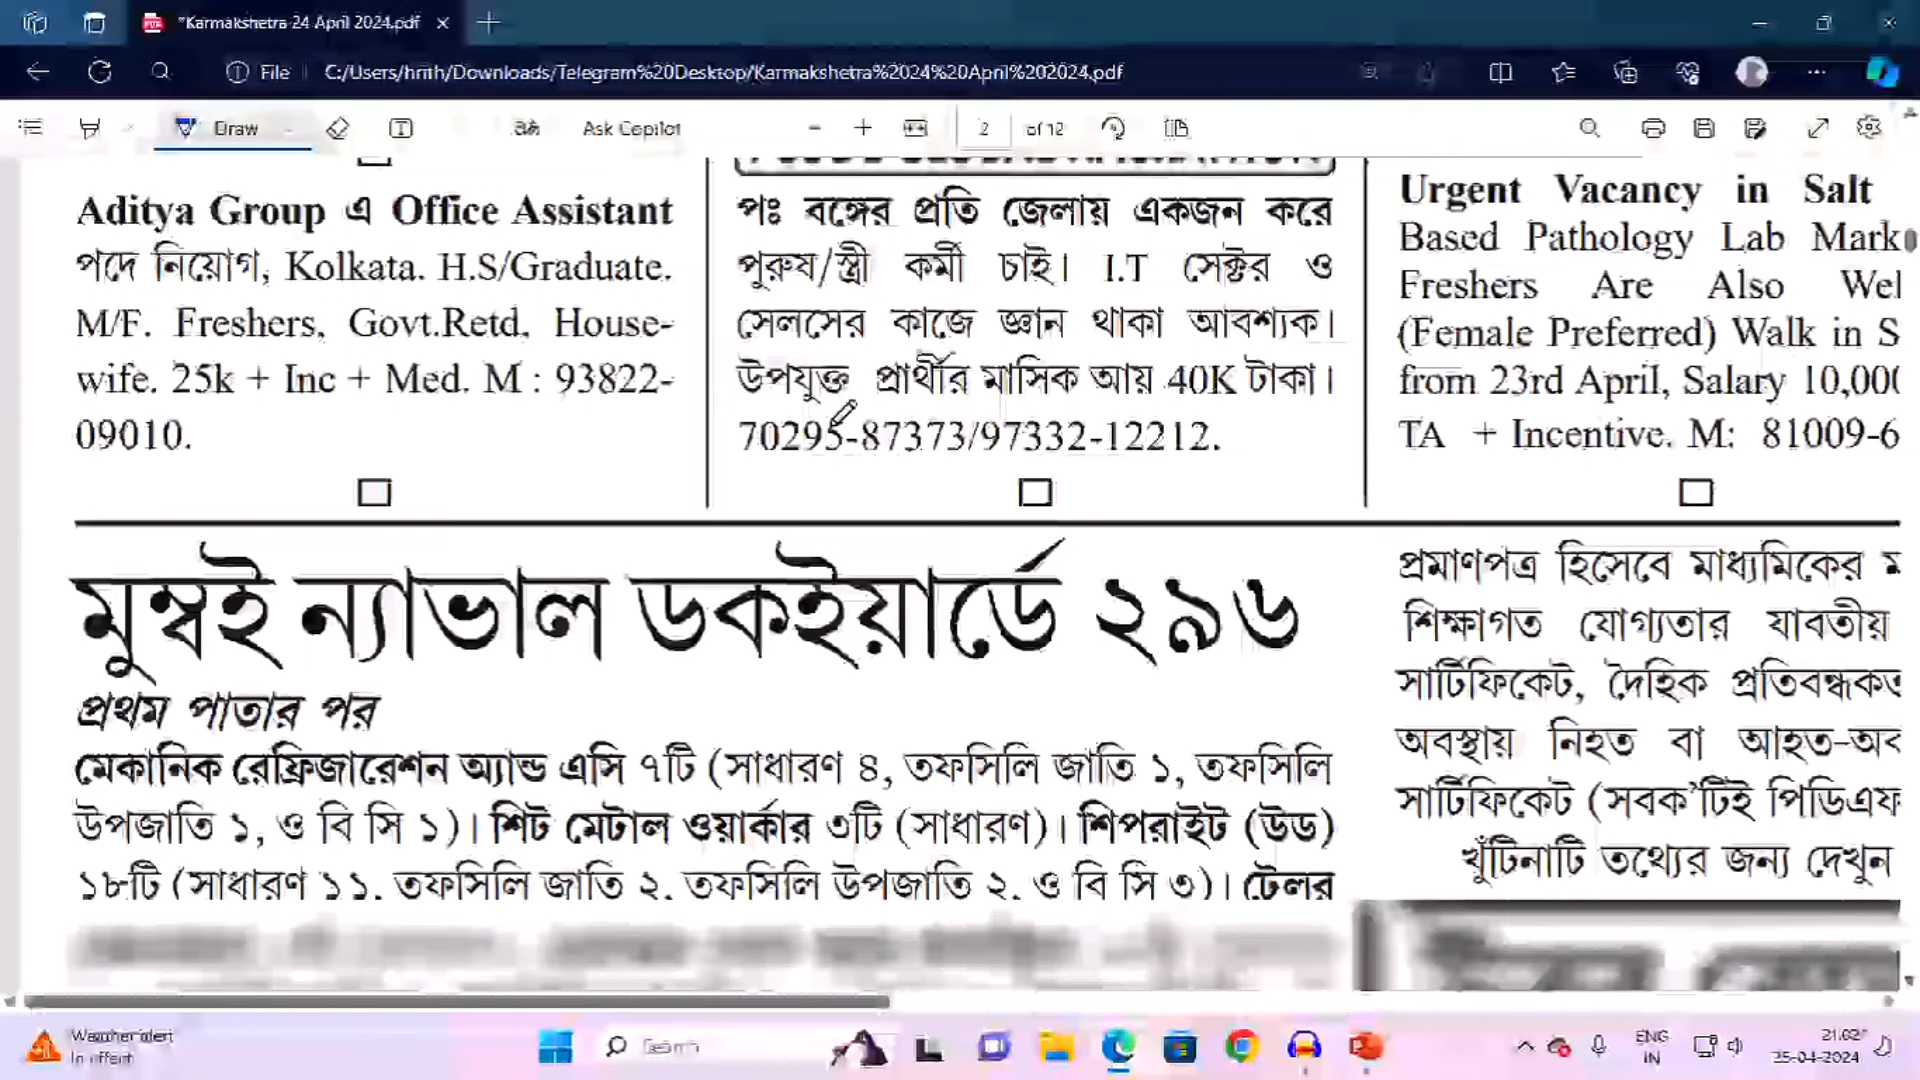 *Karmakshetra 24 April 2024.pdf
File
C:/Users/hrith/Downloads/Telegram%20Desktop/Karmakshetra%2024%20April%202024.pdf
Draw
Ask Copilot
2 of 12
Aditya Group এ Office Assistant
পদে নিয়োগ, Kolkata. H.S/Graduate.
M/F. Freshers, Govt.Retd, House-
wife. 25k + Inc + Med. M : 93822-
09010.
পঃ বঙ্গের প্রতি জেলায় একজন করে
পুরুষ/স্ত্রী কর্মী চাই। I.T সেক্টর ও
সেলসের কাজে জ্ঞান থাকা আবশ্যক।
উপযুক্ত প্রার্থীর মাসিক আয় 40K টাকা।
70295-87373/97332-12212.
Urgent Vacancy in Salt
Based Pathology Lab Mark
Freshers Are Also Wel
(Female Preferred) Walk in S
from 23rd April, Salary 10,000
TA + Incentive. M: 81009-6
মুম্বই ন্যাভাল ডকইয়ার্ডে ২৯৬
প্রথম পাতার পর
মেকানিক রেফ্রিজারেশন অ্যান্ড এসি ৭টি (সাধারণ ৪, তফসিলি জাতি ১, তফসিলি
উপজাতি ১, ও বি সি ১)। শিট মেটাল ওয়ার্কার ৩টি (সাধারণ)। শিপরাইট (উড)
১৮টি (সাধারণ ১১, তফসিলি জাতি ২, তফসিলি উপজাতি ২, ও বি সি ৩)। টেলর
প্রমাণপত্র হিসেবে মাধ্যমিকের ম
শিক্ষাগত যোগ্যতার যাবতীয়
সার্টিফিকেট, দৈহিক প্রতিবন্ধকত
অবস্থায় নিহত বা আহত-অব
সার্টিফিকেট (সবক'টিই পিডিএফ
খুঁটিনাটি তথ্যের জন্য দেখুন
Weather alert
In effect
Search
ENG
IN
21:02
25-04-2024